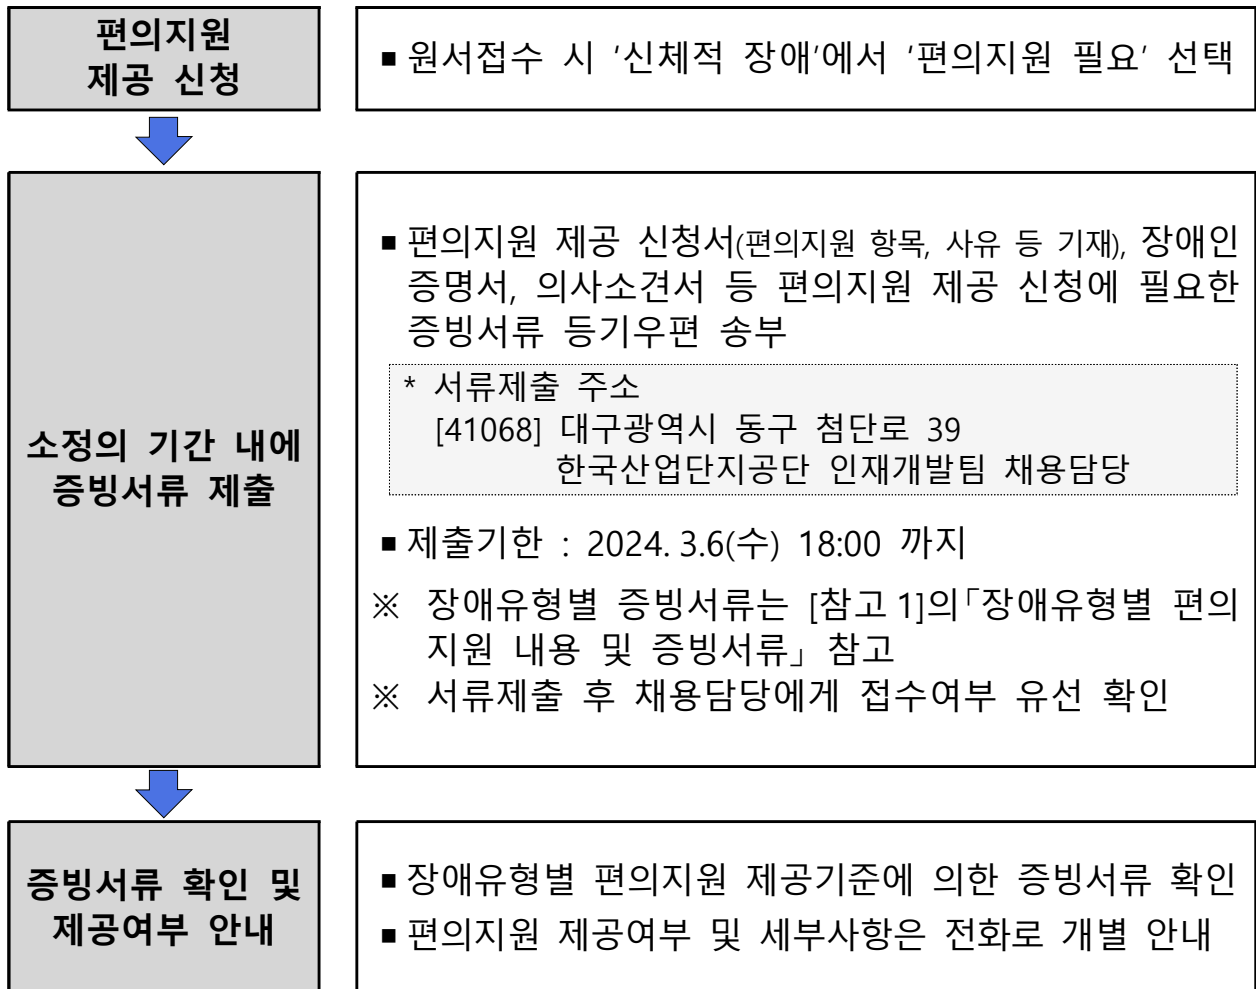 편의지원
제공 신청
▪ 원서접수 시 '신체적 장애'에서 '편의지원 필요' 선택
소정의 기간 내에
증빙서류 제출
▪ 편의지원 제공 신청서(편의지원 항목, 사유 등 기재), 장애인
증명서, 의사소견서 등 편의지원 제공 신청에 필요한
증빙서류 등기우편 송부
* 서류제출 주소
[41068] 대구광역시 동구 첨단로 39
한국산업단지공단 인재개발팀 채용담당
▪ 제출기한 : 2024. 3.6(수) 18:00 까지
※ 장애유형별 증빙서류는 [참고 1]의「장애유형별 편의
지원 내용 및 증빙서류」 참고
※ 서류제출 후 채용담당에게 접수여부 유선 확인
증빙서류 확인 및
제공여부 안내
▪ 장애유형별 편의지원 제공기준에 의한 증빙서류 확인
▪ 편의지원 제공여부 및 세부사항은 전화로 개별 안내